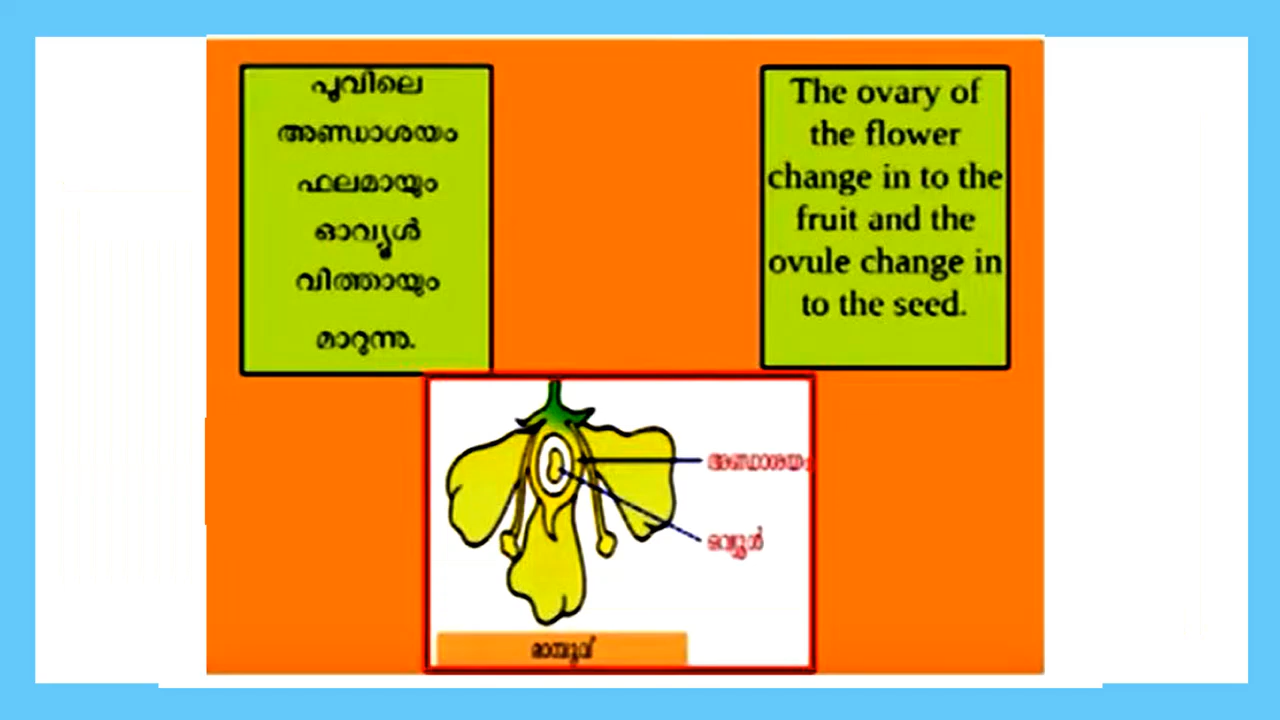 പൂവിലെ
അണ്ഡാശയം
ഫലമായും
ഓവ്യൂൾ
വിത്തായും
മാറുന്നു.
The ovary of
the flower
change in to the
fruit and the
ovule change in
to the seed.
അണ്ഡാശയം
ഒവ്യൂൾ
മാമ്പൂവ്